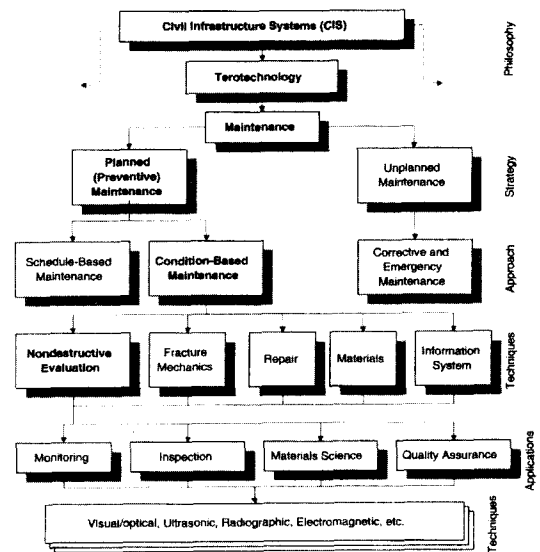 Civil Infrastructure Systems (CIS)
Philosophy
Terotechnology
Maintenance
Planned
(Preventive)
Maintenance
Unplanned
Maintenance
Strategy
Schedule-Based
Maintenance
Condition-Based
Maintenance
Corrective and
Emergency
Maintenance
Approach
Nondestructive
Evaluation
Fracture
Mechanics
Repair
Materials
Information
System
Techniques
Monitoring
Inspection
Materials Science
Quality Assurance
Applications
Visual/optical, Ultrasonic, Radiographic, Electromagnetic, etc.
Techniques